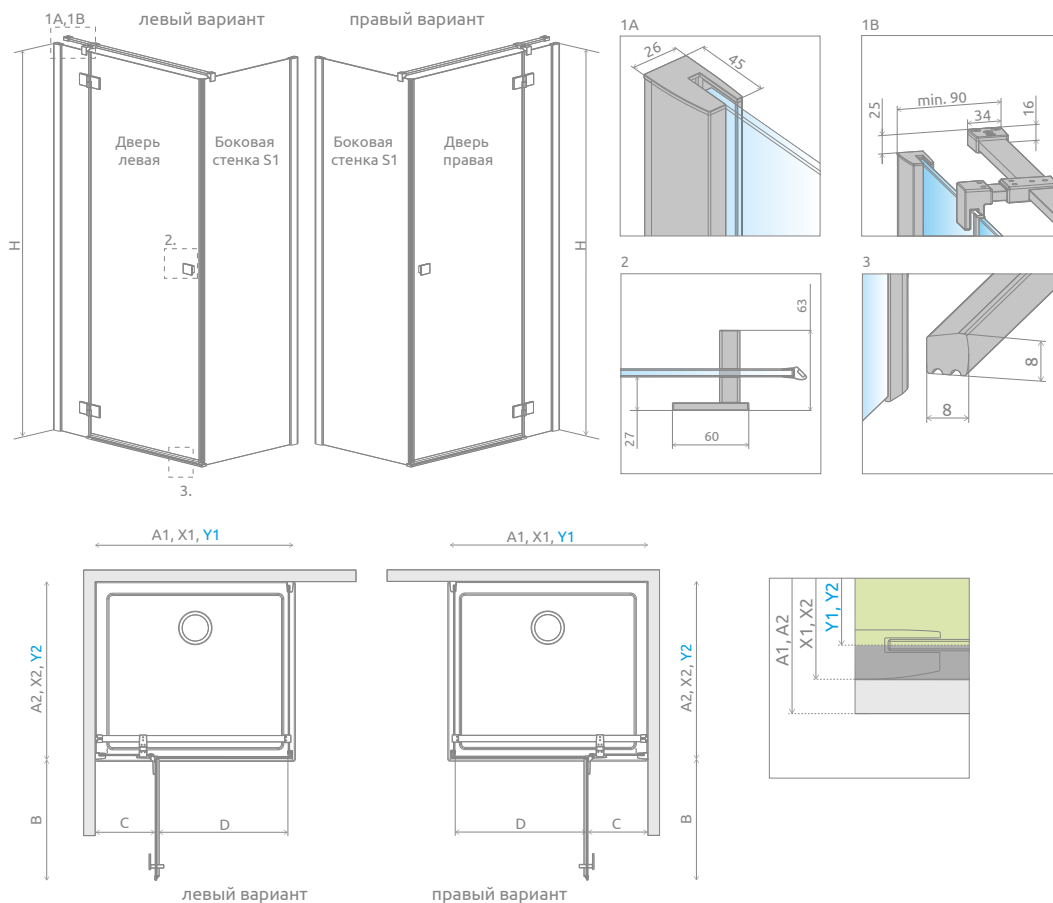 1A,1B
левый вариант
правый вариант
Дверь
левая
Боковая
стенка S1
Боковая
стенка S1
Дверь
правая
H
H
2.
3.
1A
26
45
1B
min. 90
25
34
16
2
63
27
60
3
8
8
A1, X1, Y1
A1, X1, Y1
A2, X2, Y2
A2, X2, Y2
A1, A2
X1, X2
Y1, Y2
B
C
D
D
C
B
левый вариант
правый вариант